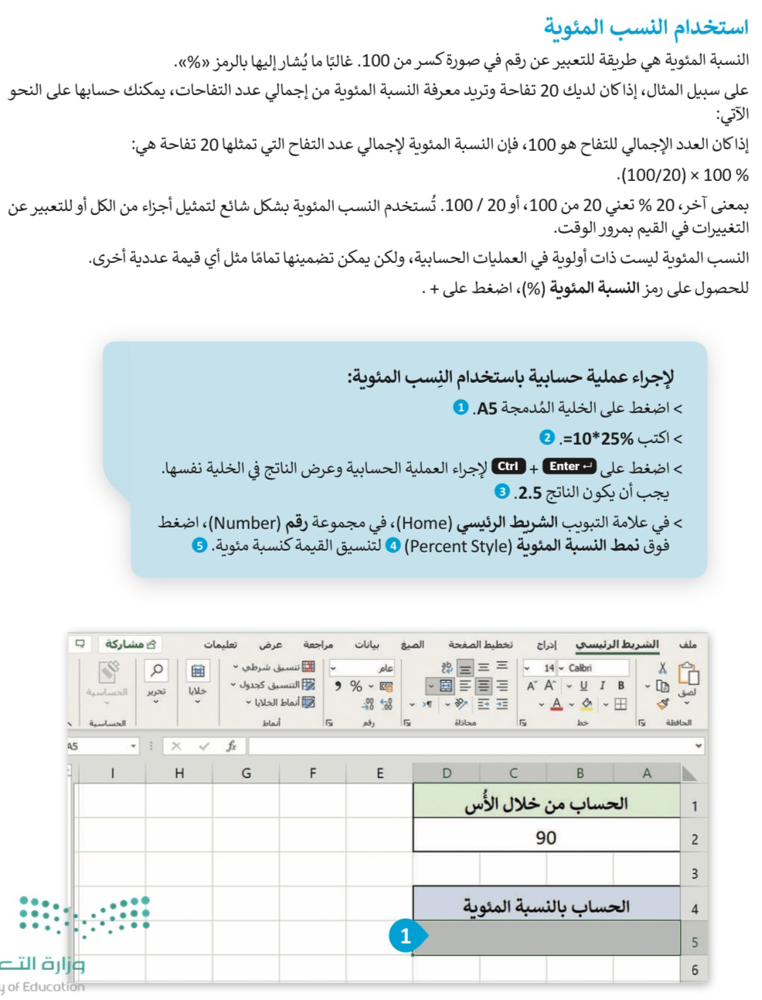 استخدام النسب المئوية
النسبة المئوية هي طريقة للتعبير عن رقم في صورة كسر من 100. غالبًا ما يُشار إليها بالرمز «%».
على سبيل المثال، إذا كان لديك 20 تفاحة وتريد معرفة النسبة المئوية من إجمالي عدد التفاحات، يمكنك حسابها على النحو
الآتي:
إذا كان العدد الإجمالي للتفاح هو 100، فإن النسبة المئوية لإجمالي عدد التفاح التي تمثلها 20 تفاحة هي:
% 100 × (100/20).
بمعنى آخر، 20 % تعني 20 من 100، أو 20 / 100. تُستخدم النسب المئوية بشكل شائع لتمثيل أجزاء من الكل أو للتعبير عن
التغييرات في القيم بمرور الوقت.
النسب المئوية ليست ذات أولوية في العمليات الحسابية، ولكن يمكن تضمينها تمامًا مثل أي قيمة عددية أخرى.
للحصول على رمز النسبة المئوية (%)، اضغط على + .
لإجراء عملية حسابية باستخدام النِسب المئوية:
> اضغط على الخلية المُدمجة A5. 1
> اكتب =10*25%. 2
> اضغط على Enter + Ctrl لإجراء العملية الحسابية وعرض الناتج في الخلية نفسها.
يجب أن يكون الناتج 2.5. 3
> في علامة التبويب الشريط الرئيسي (Home)، في مجموعة رقم (Number)، اضغط
فوق نمط النسبة المئوية (Percent Style) 4 لتنسيق القيمة كنسبة مئوية. 5
ملف الشريط الرئيسي إدراج تخطيط الصفحة الصيغ بيانات مراجعة عرض تعليمات مشاركة
لصق Calibri 14 عام تنسيق شرطي التنسيق كجدول أنماط الخلايا خلايا تحرير الحساسية
الحافظة خط محاذاة رقم أنماط الحساسية
A5 fx
A B C D E F G H I
1 الحساب من خلال الأُس
2 90
3
4 الحساب بالنسبة المئوية
5 1
6
وزارة التع
y of Education